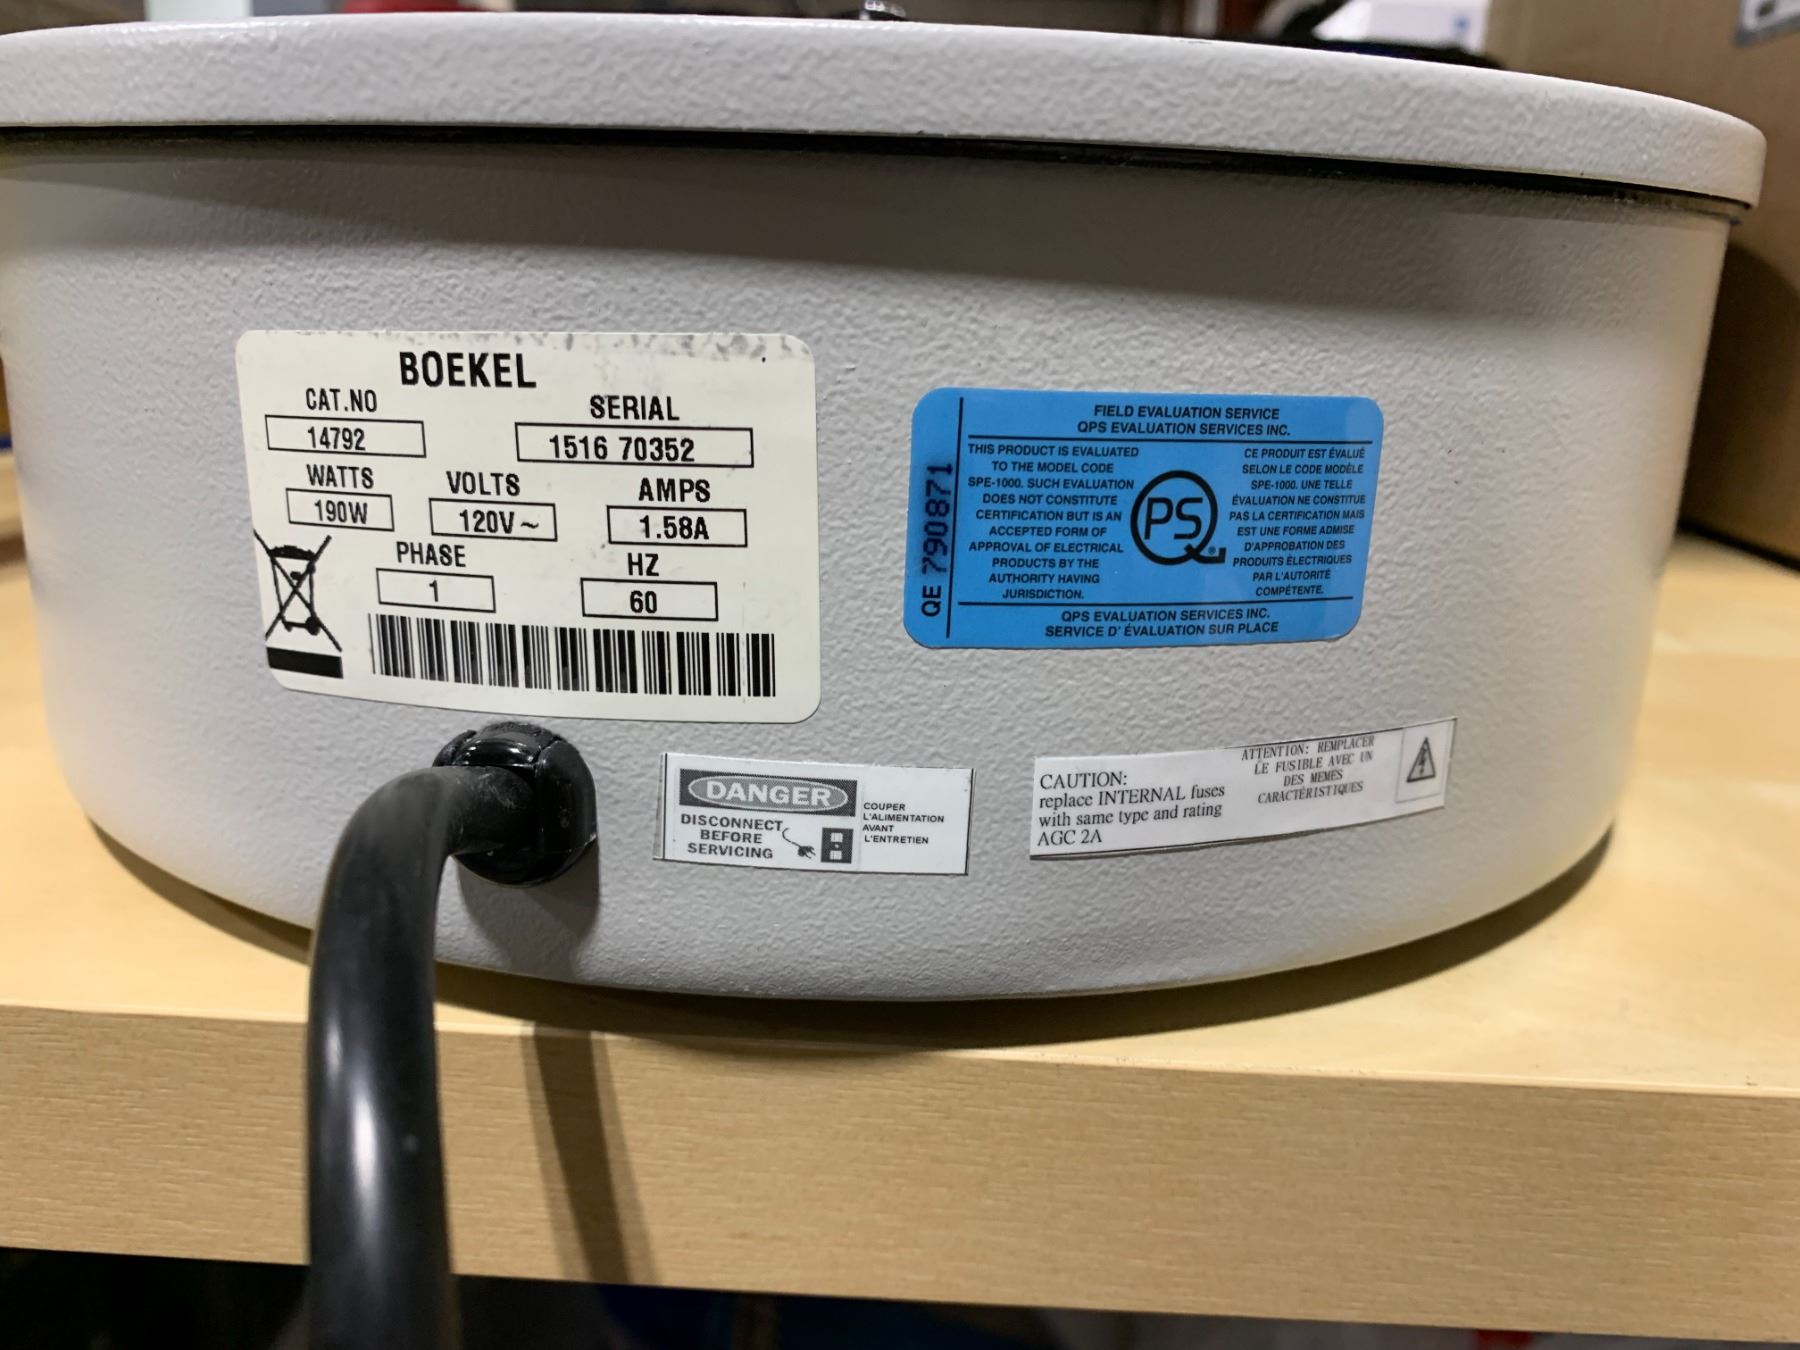 BOEKEL
CAT.NO
SERIAL
14792
1516 70352
WATTS
VOLTS
AMPS
190W
120V~
1.58A
PHASE
HZ
1
60
QE 790871
FIELD EVALUATION SERVICE
QPS EVALUATION SERVICES INC.
THIS PRODUCT IS EVALUATED
TO THE MODEL CODE
SPE-1000. SUCH EVALUATION
DOES NOT CONSTITUTE
CERTIFICATION BUT IS AN
ACCEPTED FORM OF
APPROVAL OF ELECTRICAL
PRODUCTS BY THE
AUTHORITY HAVING
JURISDICTION.
QPS®
CE PRODUIT EST ÉVALUÉ
SELON LE CODE MODÈLE
SPE-1000. UNE TELLE
ÉVALUATION NE CONSTITUE
PAS LA CERTIFICATION MAIS
EST UNE FORME ADMISE
D'APPROBATION DES
PRODUITS ÉLECTRIQUES
PAR L'AUTORITÉ
COMPÉTENTE.
QPS EVALUATION SERVICES INC.
SERVICE D' ÉVALUATION SUR PLACE
DANGER
DISCONNECT
BEFORE
SERVICING
COUPER
L'ALIMENTATION
AVANT
L'ENTRETIEN
CAUTION:
replace INTERNAL fuses
with same type and rating
AGC 2A
ATTENTION: REMPLACER
LE FUSIBLE AVEC UN
DES MEMES
CARACTÉRISTIQUES